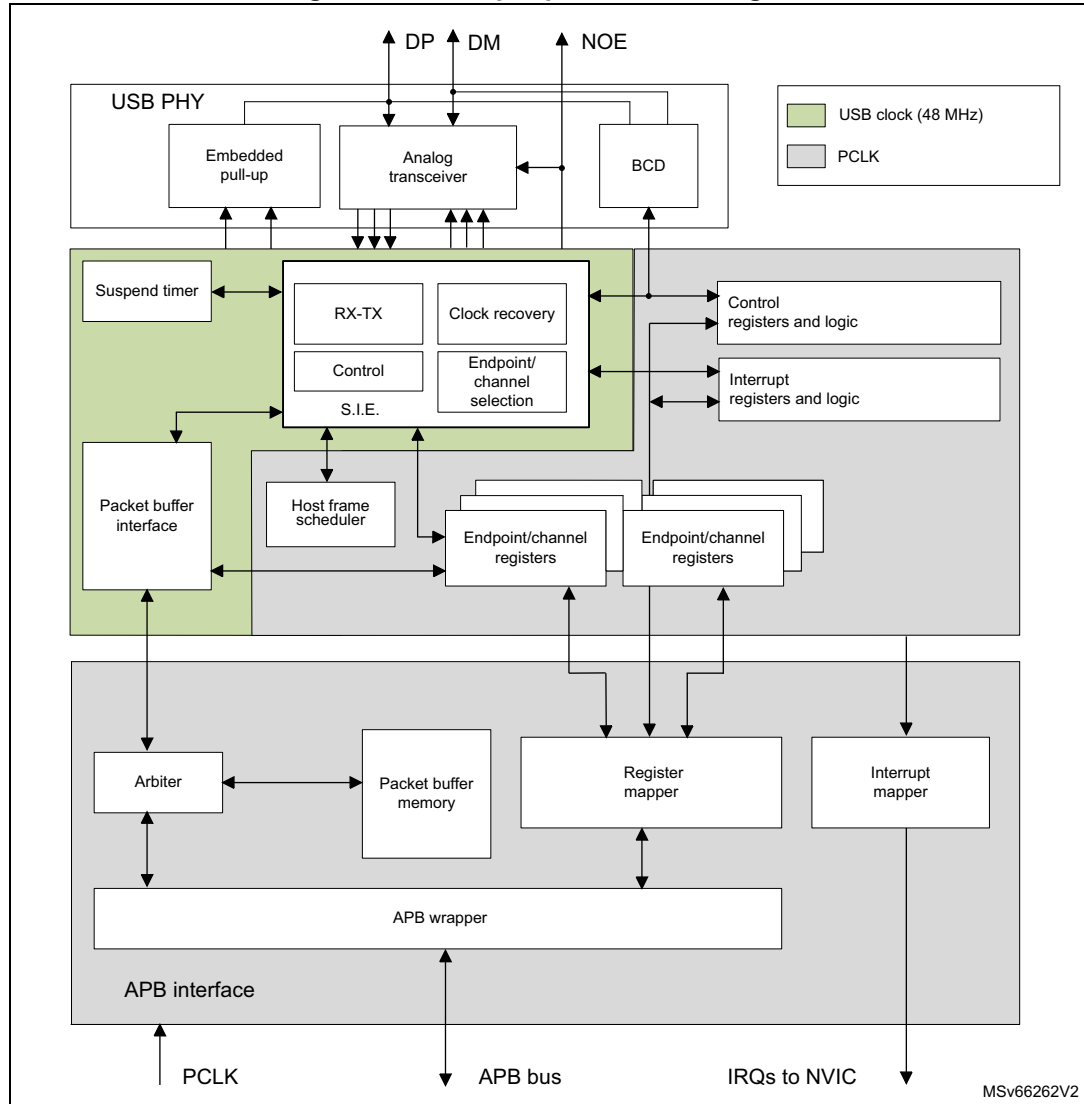 DP DM NOE
USB PHY
USB clock (48 MHz)
PCLK
Embedded
pull-up
Analog
transceiver
BCD
Suspend timer
RX-TX
Clock recovery
Control
registers and logic
Control
Endpoint/
channel
selection
S.I.E.
Interrupt
registers and logic
Packet buffer
interface
Host frame
scheduler
Endpoint/channel
registers
Endpoint/channel
registers
Arbiter
Packet buffer
memory
Register
mapper
Interrupt
mapper
APB wrapper
APB interface
PCLK
APB bus
IRQs to NVIC
MSv66262V2